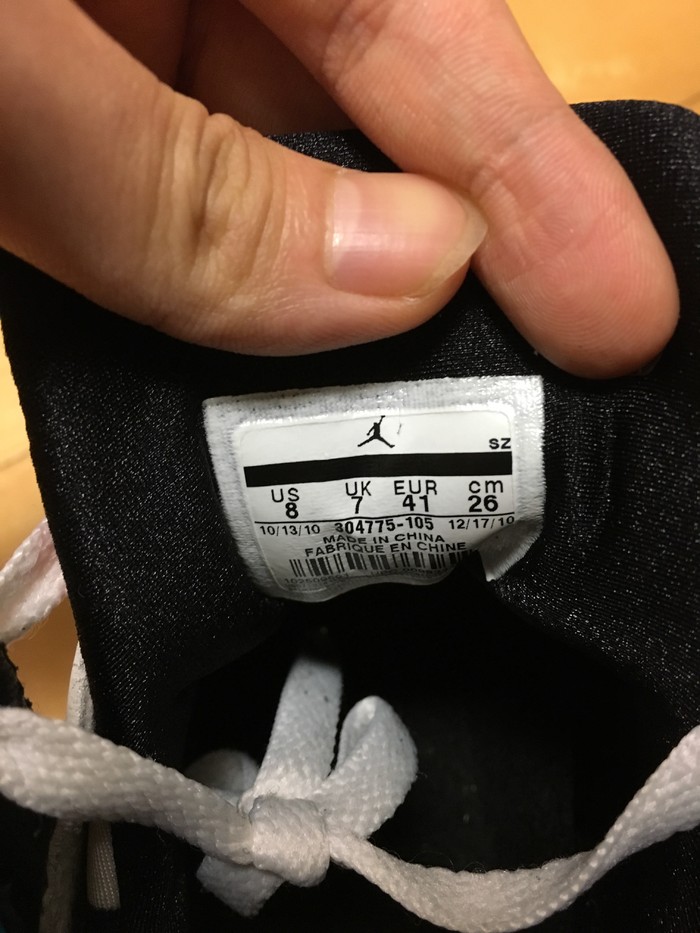 SZ
US UK EUR cm
8 7 41 26
10/13/10 304775-105 12/17/10
MADE IN CHINA
FABRIQUE EN CHINE